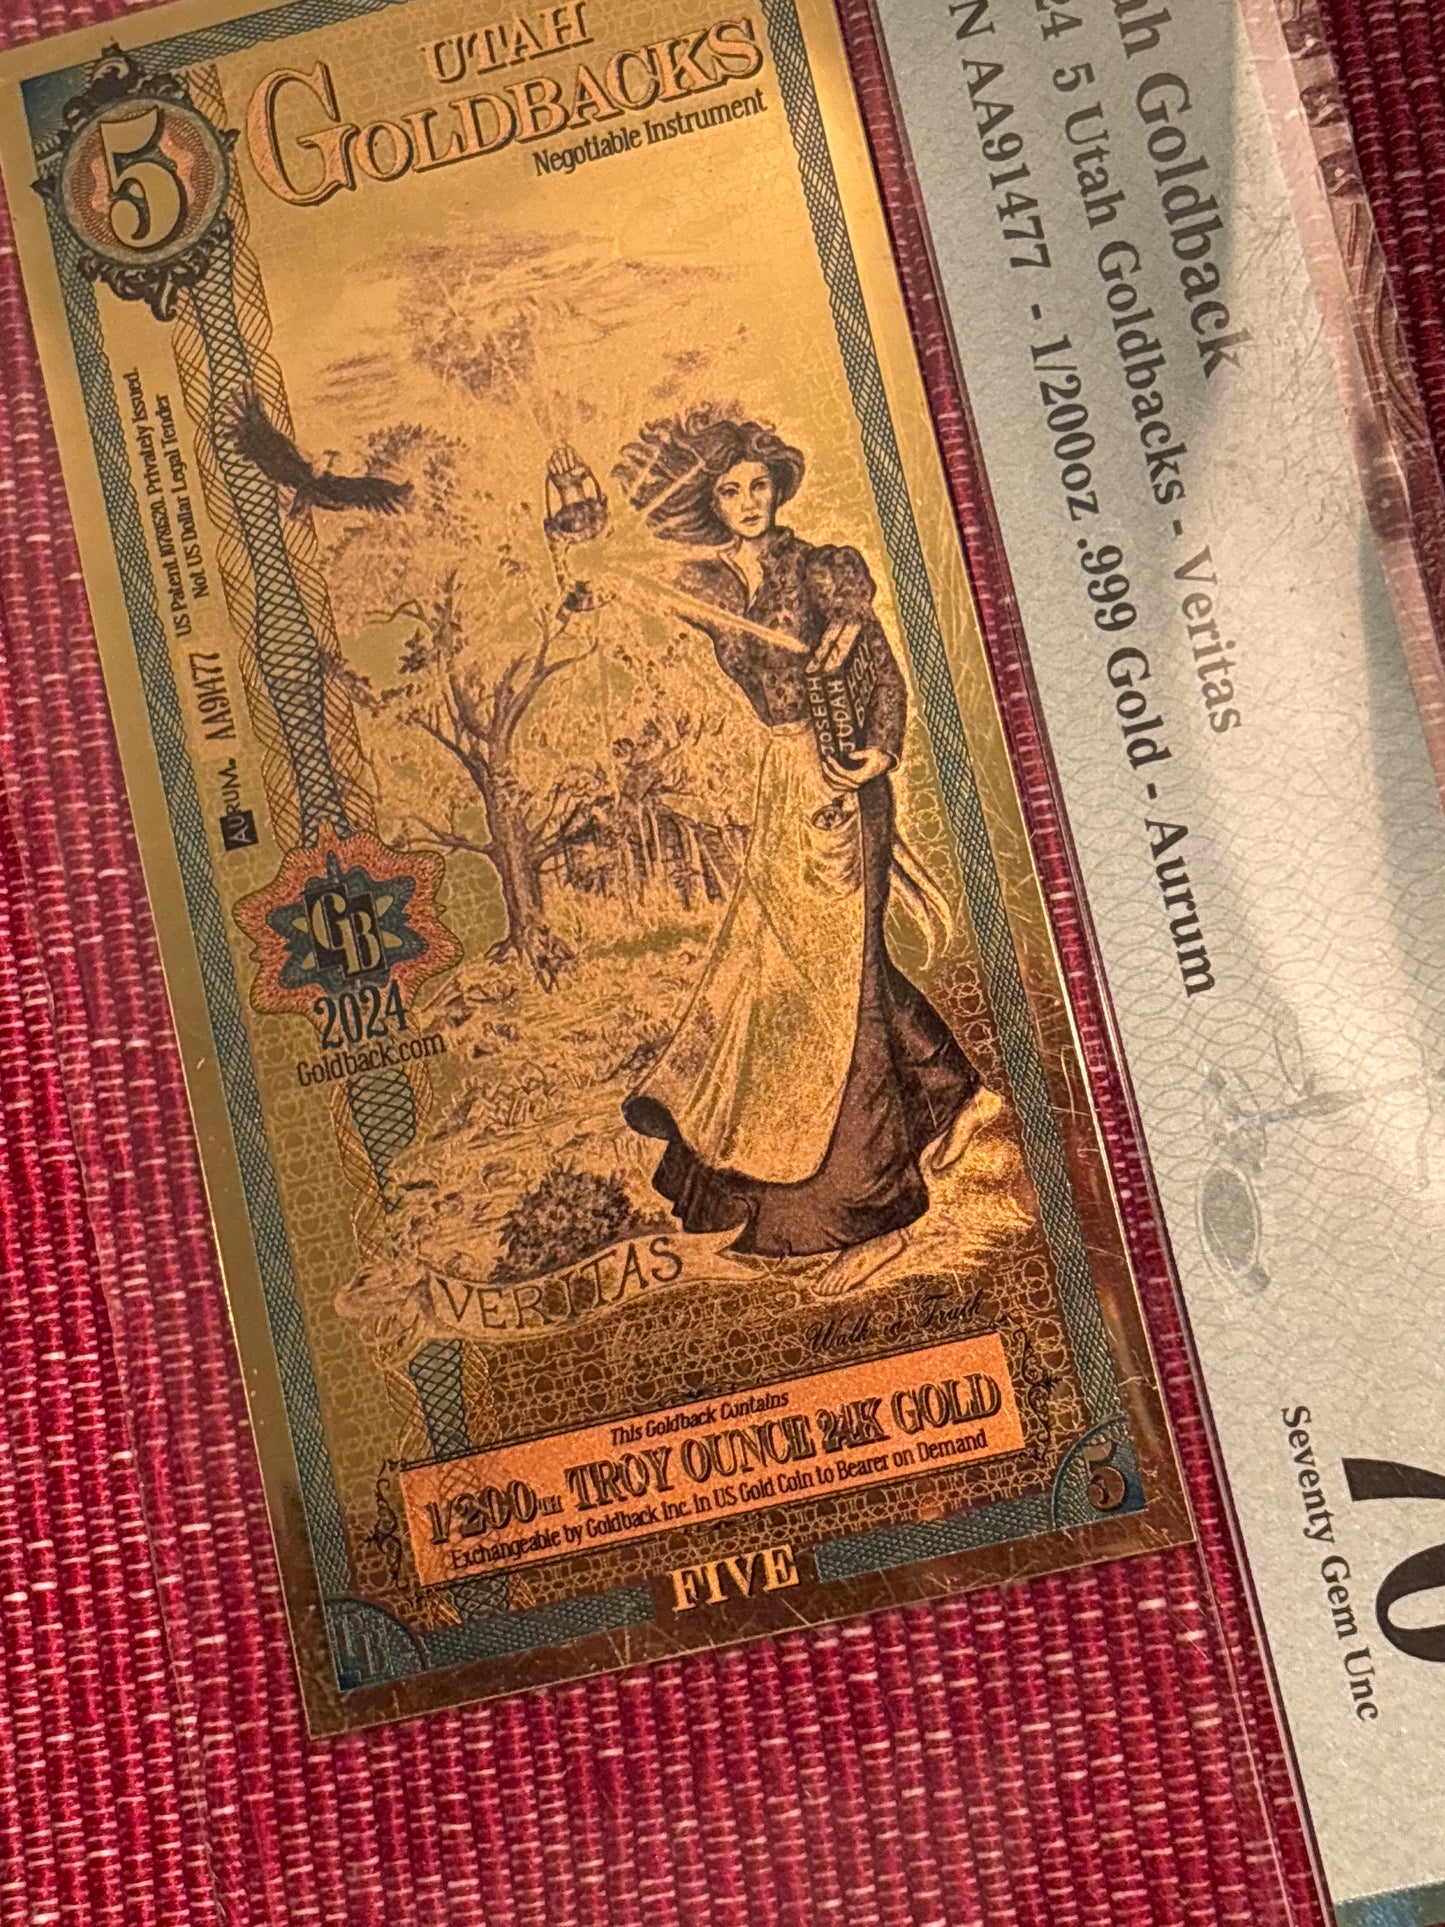 UTAH
GOLDBACKS
Negotiable Instrument
5
US Patent 10786520. Privately Issued.
Not US Dollar Legal Tender
AURUM. AA91477
JOSEPH
JUDAH
GB
2024
Goldback.com
VERITAS
Walk in Truth
This Goldback Contains
1/200TH TROY OUNCE 24K GOLD
Exchangeable by Goldback Inc. in US Gold Coin to Bearer on Demand
5
FIVE
Goldback
24 5 Utah Goldbacks - Veritas
N AA91477 - 1/200oz .999 Gold - Aurum
70
Seventy Gem Unc